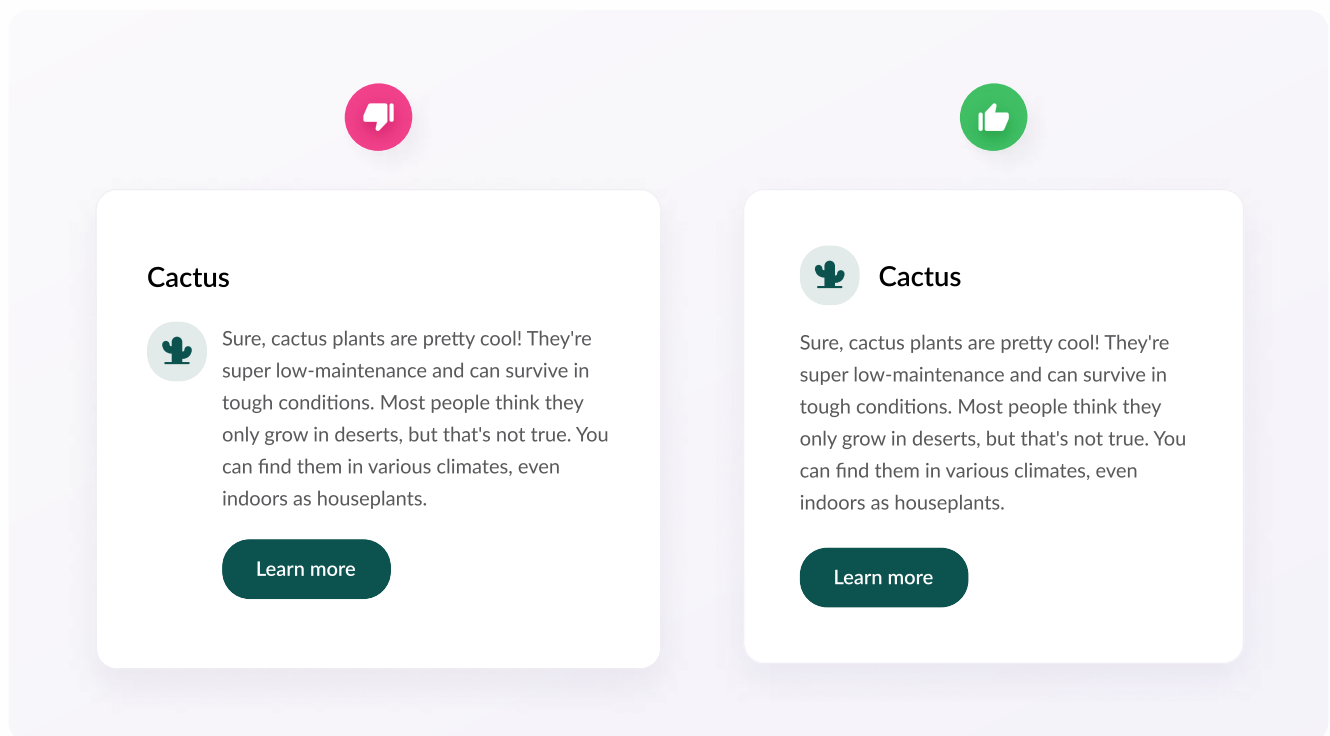 Cactus
Sure, cactus plants are pretty cool! They're
super low-maintenance and can survive in
tough conditions. Most people think they
only grow in deserts, but that's not true. You
can find them in various climates, even
indoors as houseplants.
Learn more
Cactus
Sure, cactus plants are pretty cool! They're
super low-maintenance and can survive in
tough conditions. Most people think they
only grow in deserts, but that's not true. You
can find them in various climates, even
indoors as houseplants.
Learn more